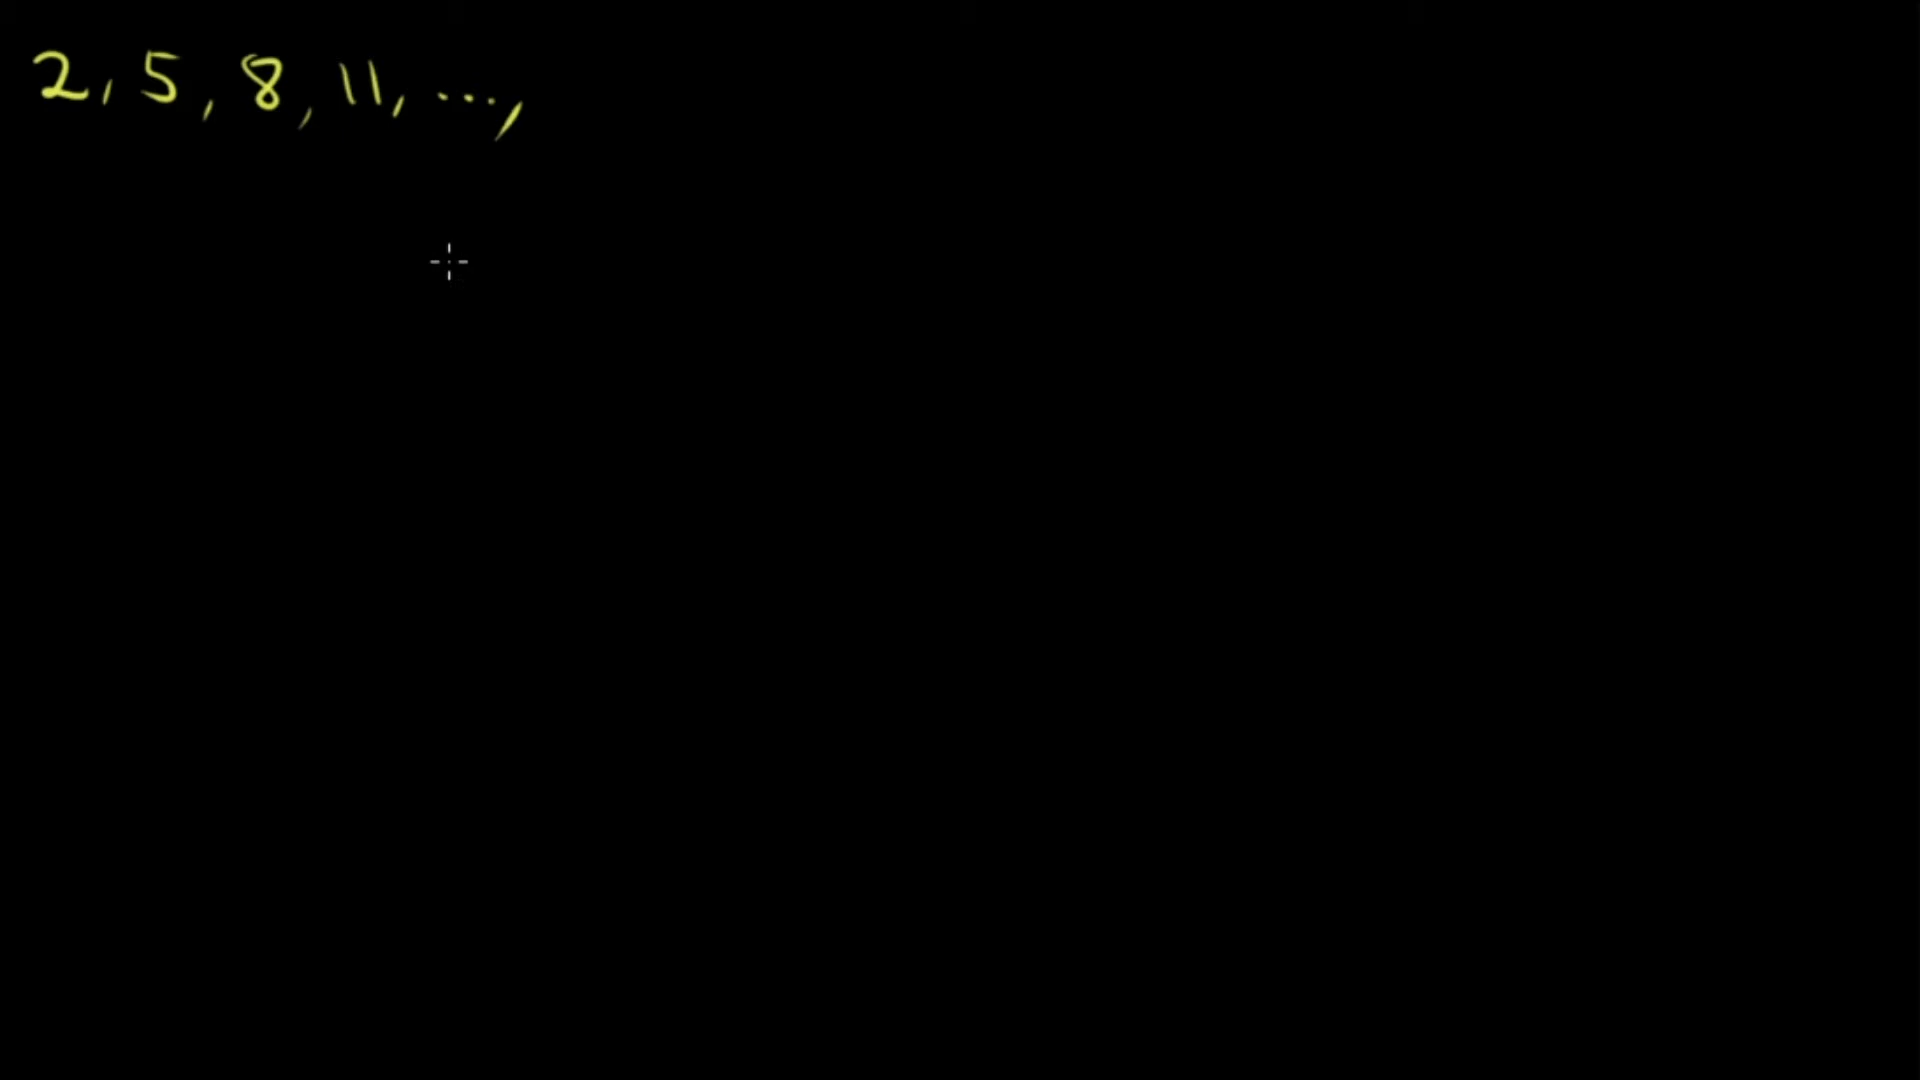 2, 5, 8, 11, ...,